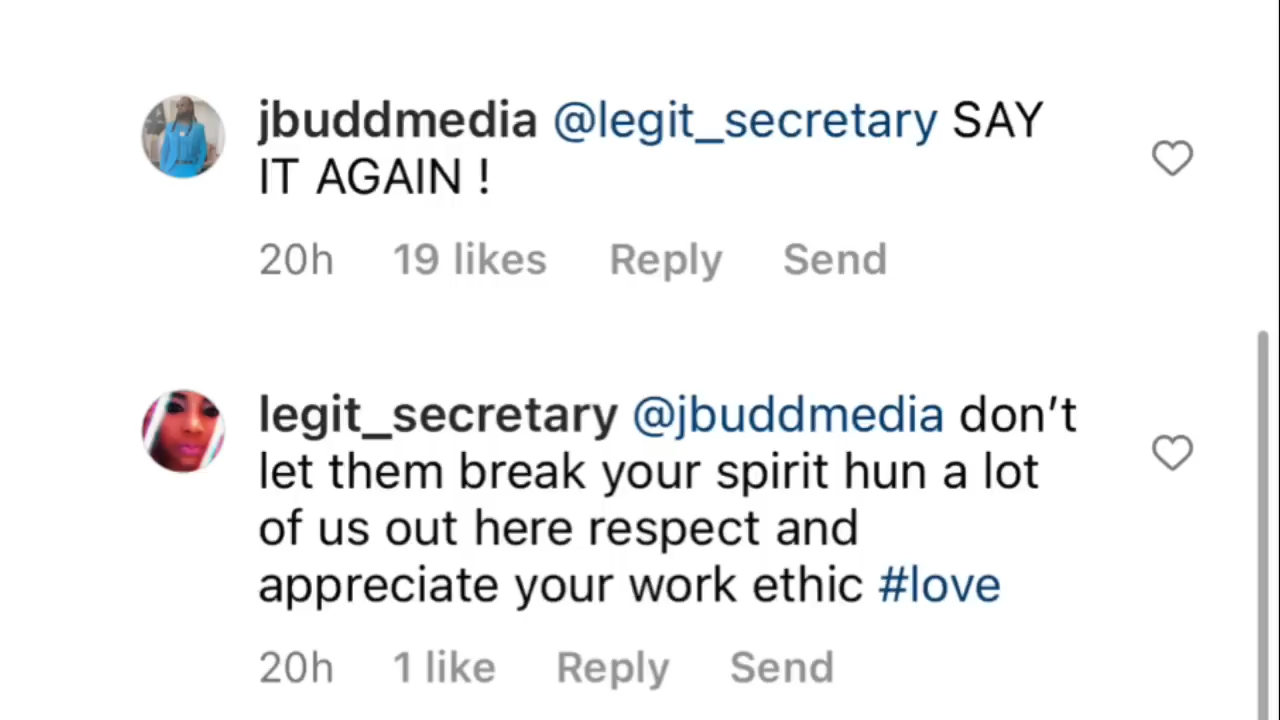 jbuddmedia @legit_secretary SAY
IT AGAIN !
20h 19 likes Reply Send
legit_secretary @jbuddmedia don’t
let them break your spirit hun a lot
of us out here respect and
appreciate your work ethic #love
20h 1 like Reply Send